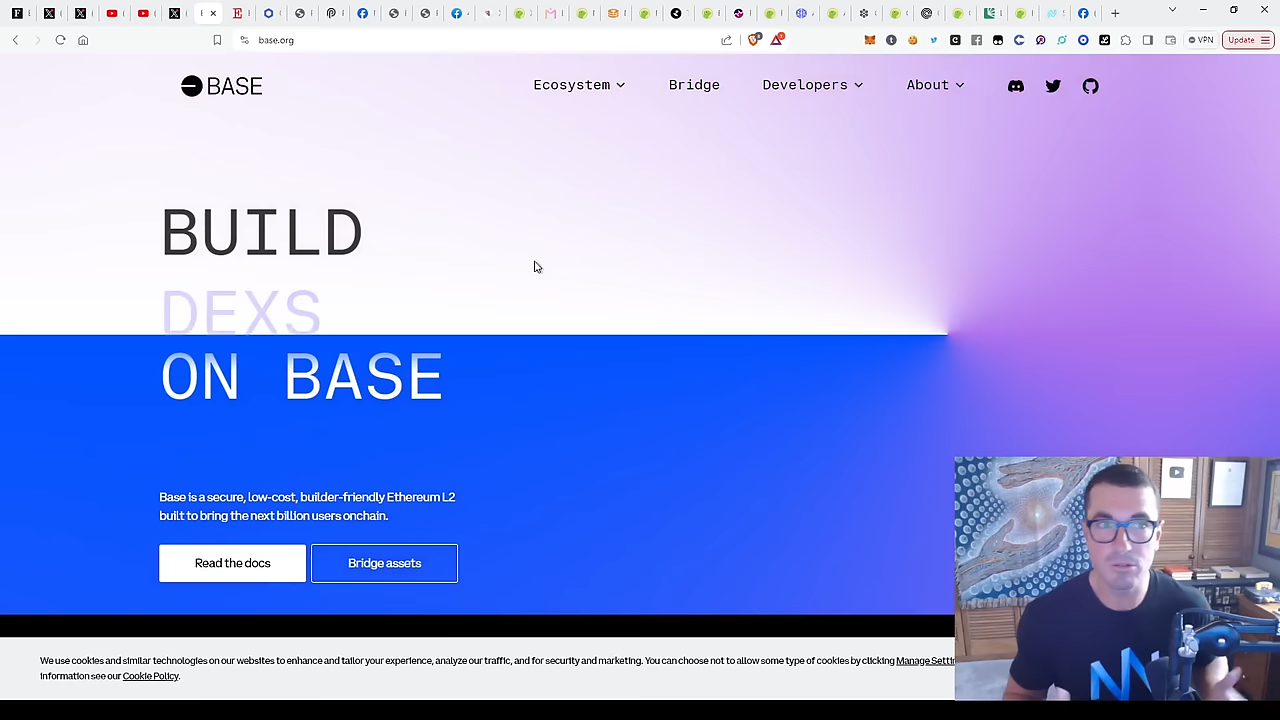 base.org
VPN
Update
BASE
Ecosystem
Bridge
Developers
About
BUILD
DEXS
ON BASE
Base is a secure, low-cost, builder-friendly Ethereum L2
built to bring the next billion users onchain.
Read the docs
Bridge assets
We use cookies and similar technologies on our websites to enhance and tailor your experience, analyze our traffic, and for security and marketing. You can choose not to allow some type of cookies by clicking Manage
information see our Cookie Policy.